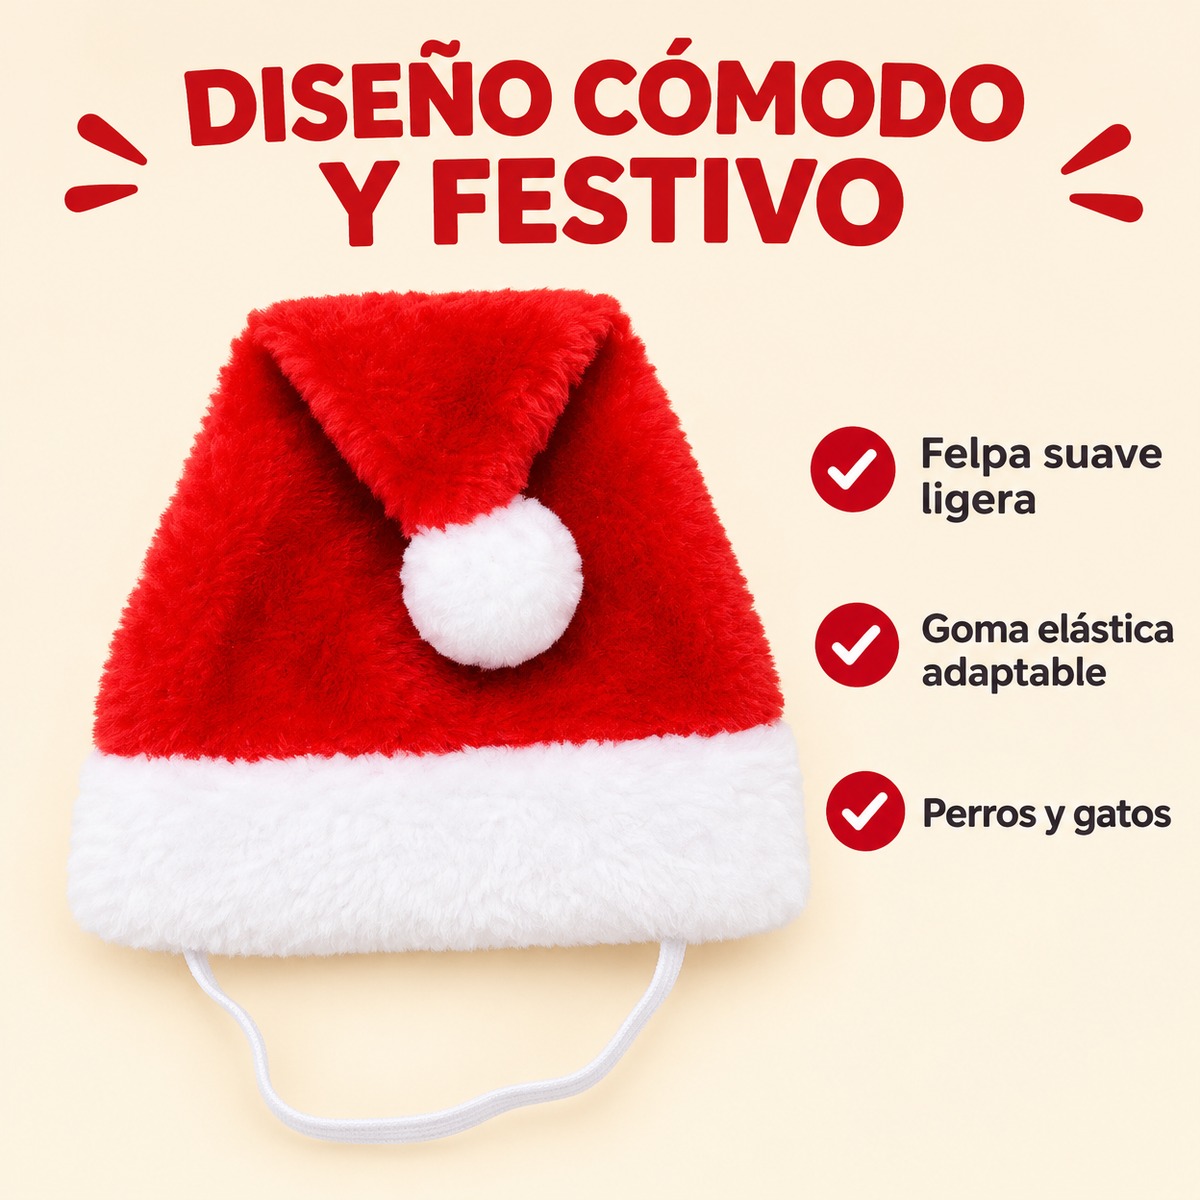 DISEÑO CÓMODO
Y FESTIVO
Felpa suave
ligera
Goma elástica
adaptable
Perros y gatos